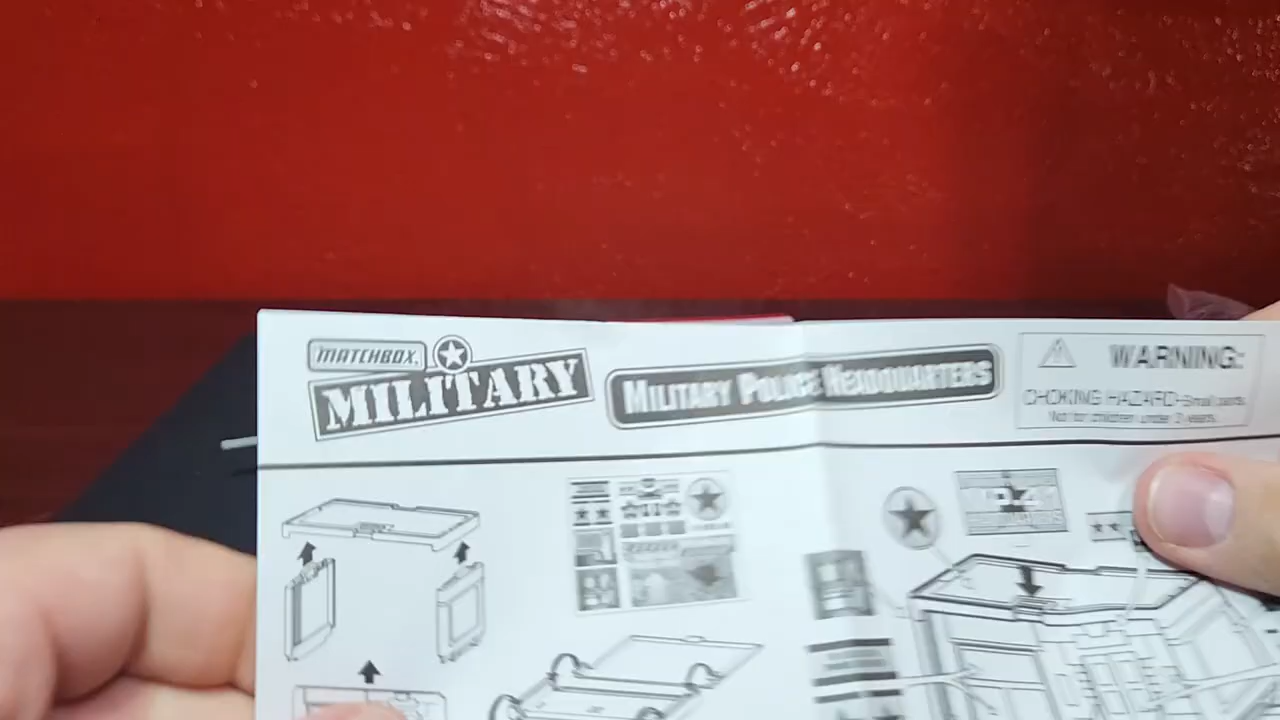 MATCHBOX.
MILITARY
MILITARY POLICE HEADQUARTERS
WARNING:
CHOKING HAZARD-Small parts.
Not for children under 3 years.